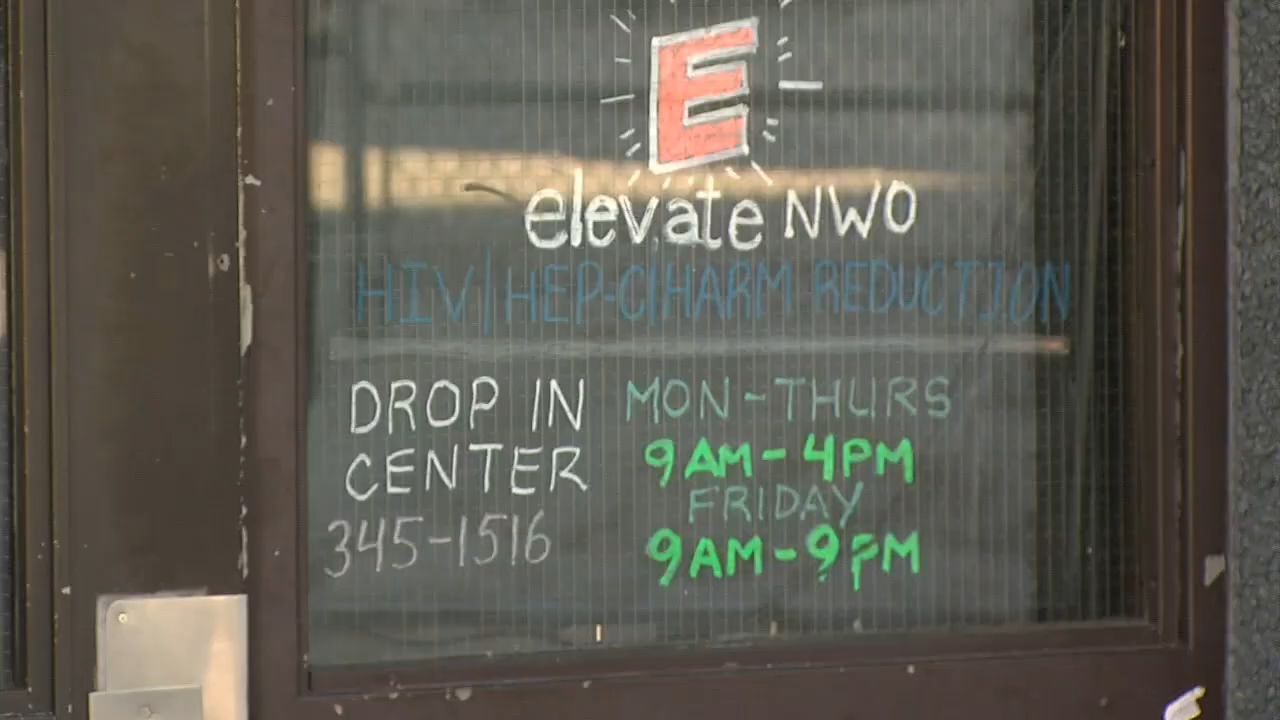 E
elevate NWO
HIV|HEP-C|HARM REDUCTION
DROP IN
CENTER
345-1516
MON-THURS
9AM-4PM
FRIDAY
9AM-9PM